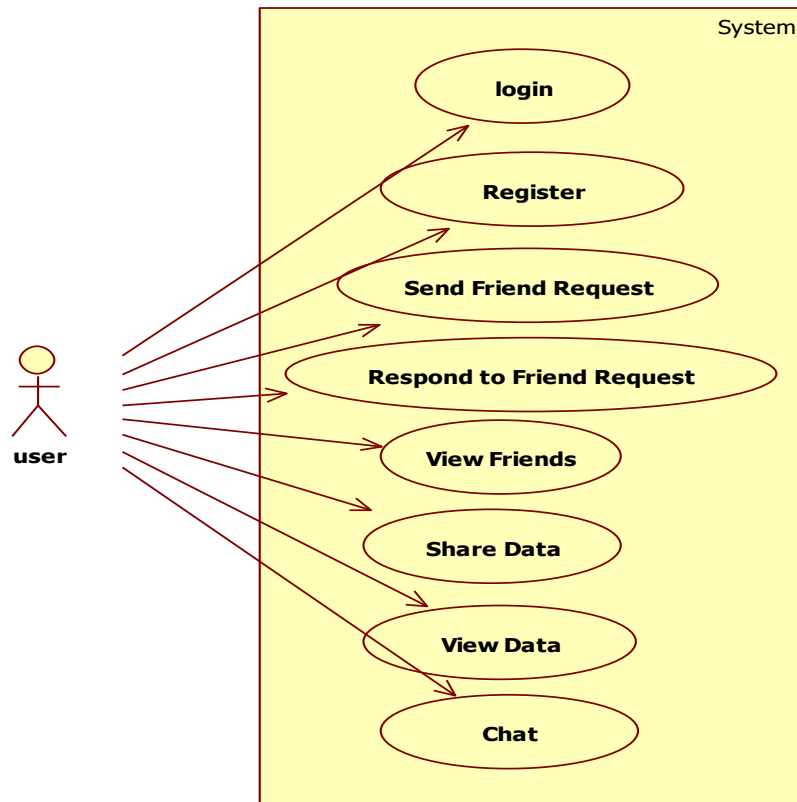 System
login
Register
Send Friend Request
Respond to Friend Request
user
View Friends
Share Data
View Data
Chat